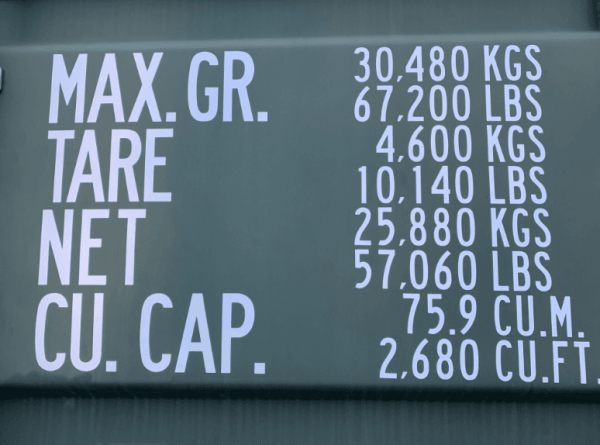 MAX. GR. 30,480 KGS
67,200 LBS
TARE 4,600 KGS
10,140 LBS
NET 25,880 KGS
57,060 LBS
CU. CAP. 75.9 CU.M.
2,680 CU.FT.